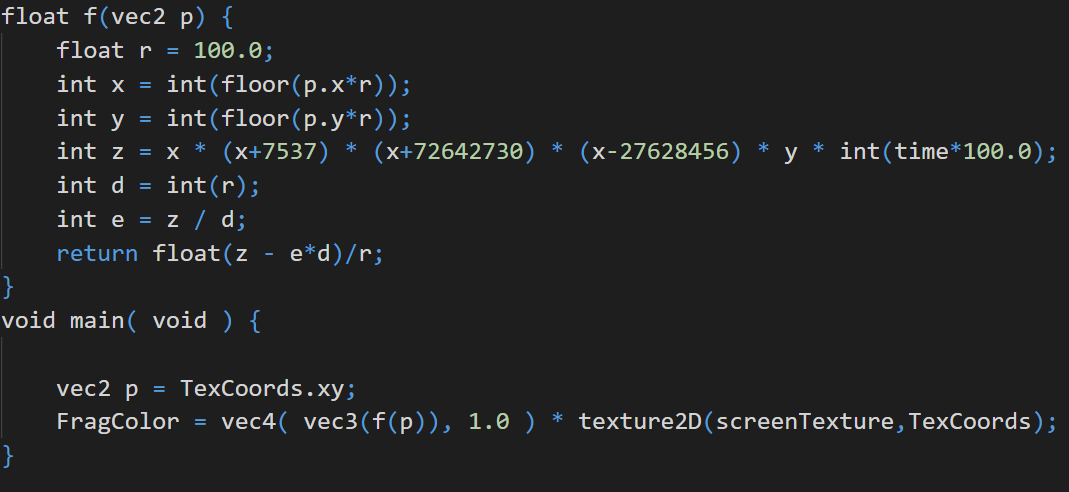 float f(vec2 p) {
    float r = 100.0;
    int x = int(floor(p.x*r));
    int y = int(floor(p.y*r));
    int z = x * (x+7537) * (x+72642730) * (x-27628456) * y * int(time*100.0);
    int d = int(r);
    int e = z / d;
    return float(z - e*d)/r;
}
void main( void ) {

    vec2 p = TexCoords.xy;
    FragColor = vec4( vec3(f(p)), 1.0 ) * texture2D(screenTexture,TexCoords);
}